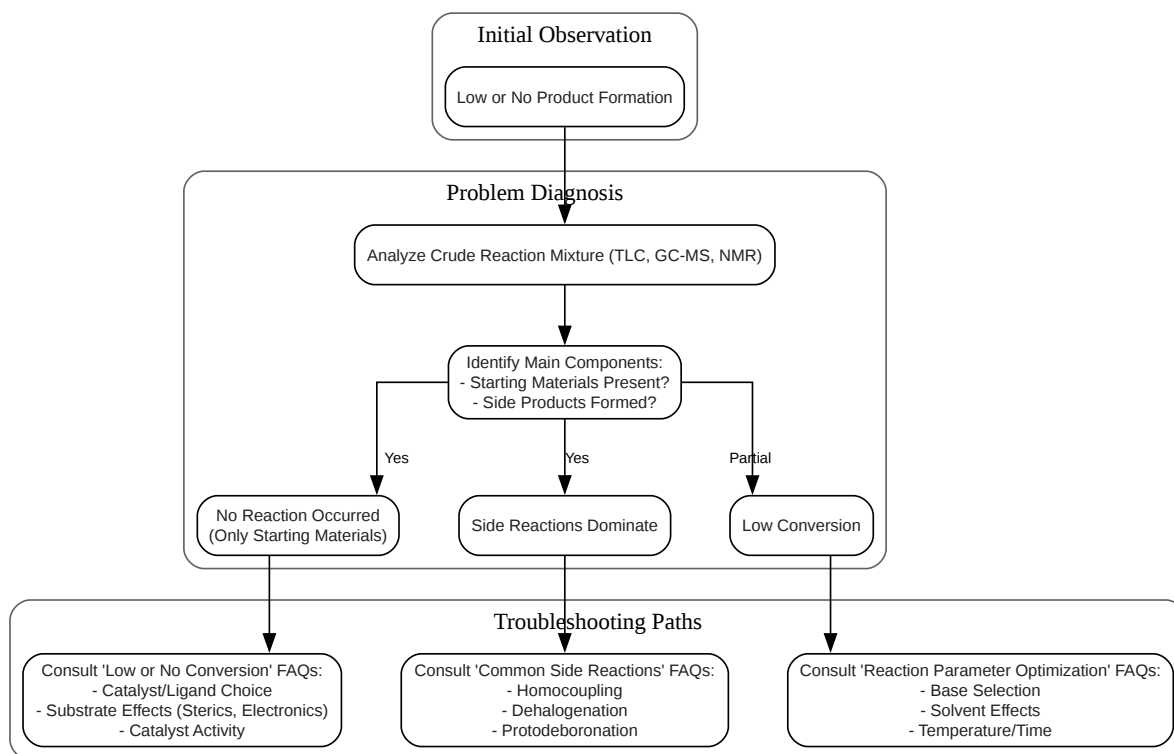 Initial Observation
Low or No Product Formation
Problem Diagnosis
Analyze Crude Reaction Mixture (TLC, GC-MS, NMR)
Identify Main Components:
- Starting Materials Present?
- Side Products Formed?
Yes
Yes
Partial
No Reaction Occurred
(Only Starting Materials)
Side Reactions Dominate
Low Conversion
Troubleshooting Paths
Consult 'Low or No Conversion' FAQs:
- Catalyst/Ligand Choice
- Substrate Effects (Sterics, Electronics)
- Catalyst Activity
Consult 'Common Side Reactions' FAQs:
- Homocoupling
- Dehalogenation
- Protodeboronation
Consult 'Reaction Parameter Optimization' FAQs:
- Base Selection
- Solvent Effects
- Temperature/Time